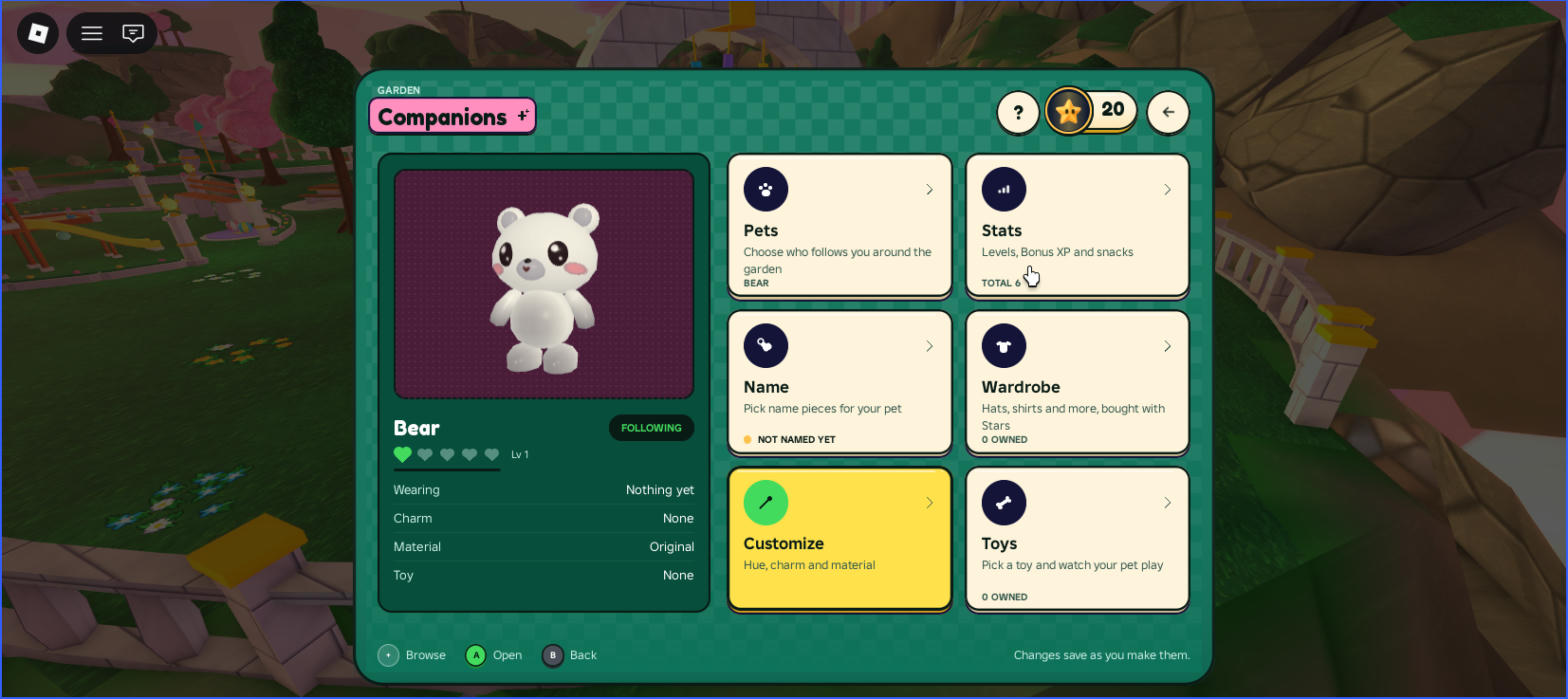 GARDEN
Companions
?
20
Bear
FOLLOWING
Lv 1
Wearing Nothing yet
Charm None
Material Original
Toy None
Pets
Choose who follows you around the
garden
BEAR
Stats
Levels, Bonus XP and snacks
TOTAL 6
Name
Pick name pieces for your pet
NOT NAMED YET
Wardrobe
Hats, shirts and more, bought with
Stars
0 OWNED
Customize
Hue, charm and material
Toys
Pick a toy and watch your pet play
0 OWNED
Browse
A Open
B Back
Changes save as you make them.